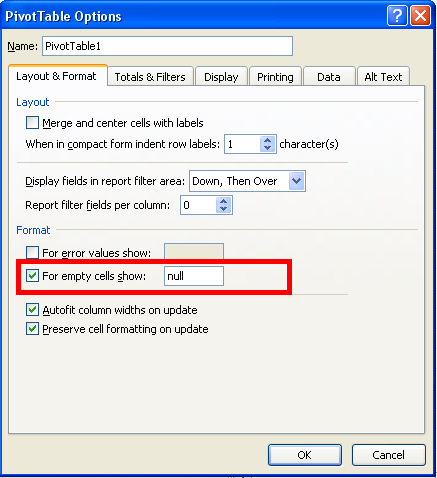 PivotTable Options
Name: PivotTable1
Layout & Format Totals & Filters Display Printing Data Alt Text
Layout
Merge and center cells with labels
When in compact form indent row labels: 1 character(s)
Display fields in report filter area: Down, Then Over
Report filter fields per column: 0
Format
For error values show:
For empty cells show: null
Autofit column widths on update
Preserve cell formatting on update
OK Cancel